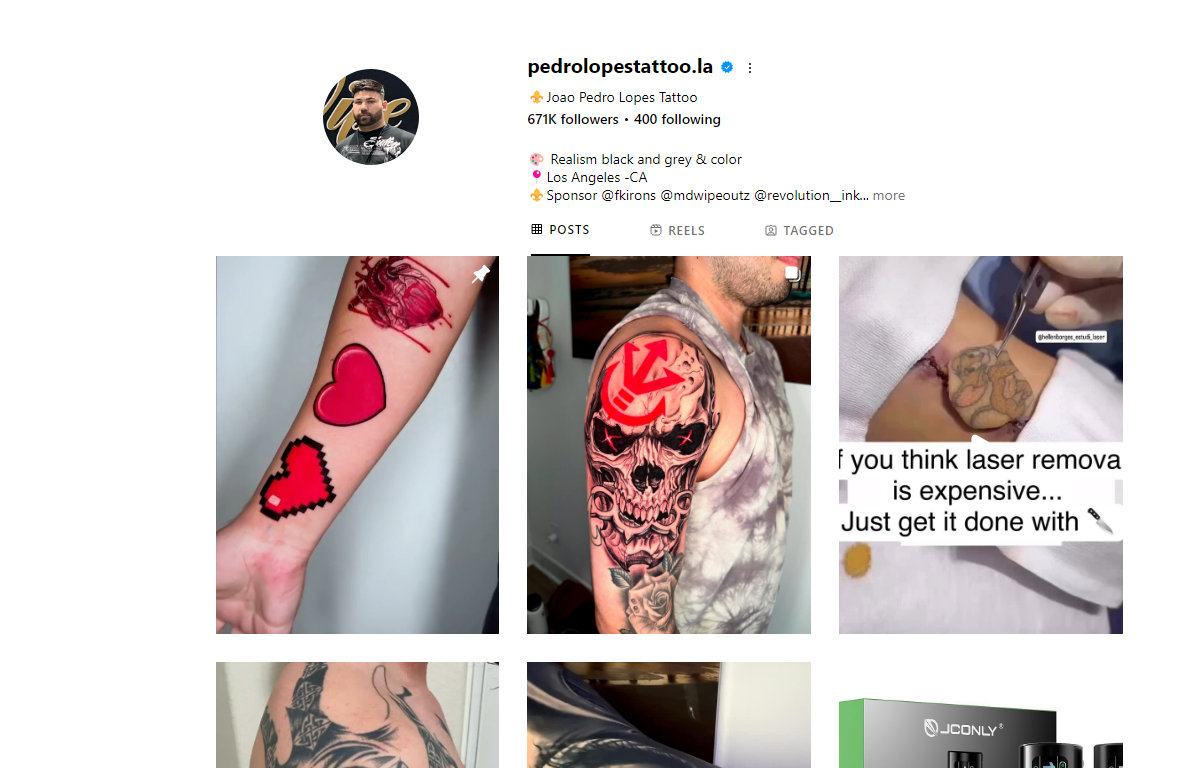 pedrolopestattoo.la
Joao Pedro Lopes Tattoo
671K followers • 400 following
Realism black and grey & color
Los Angeles -CA
Sponsor @fkirons @mdwipeoutz @revolution__ink... more
POSTS
REELS
TAGGED
@hellenborges_estudi_laser
f you think laser remova
is expensive...
Just get it done with
JCONLY®